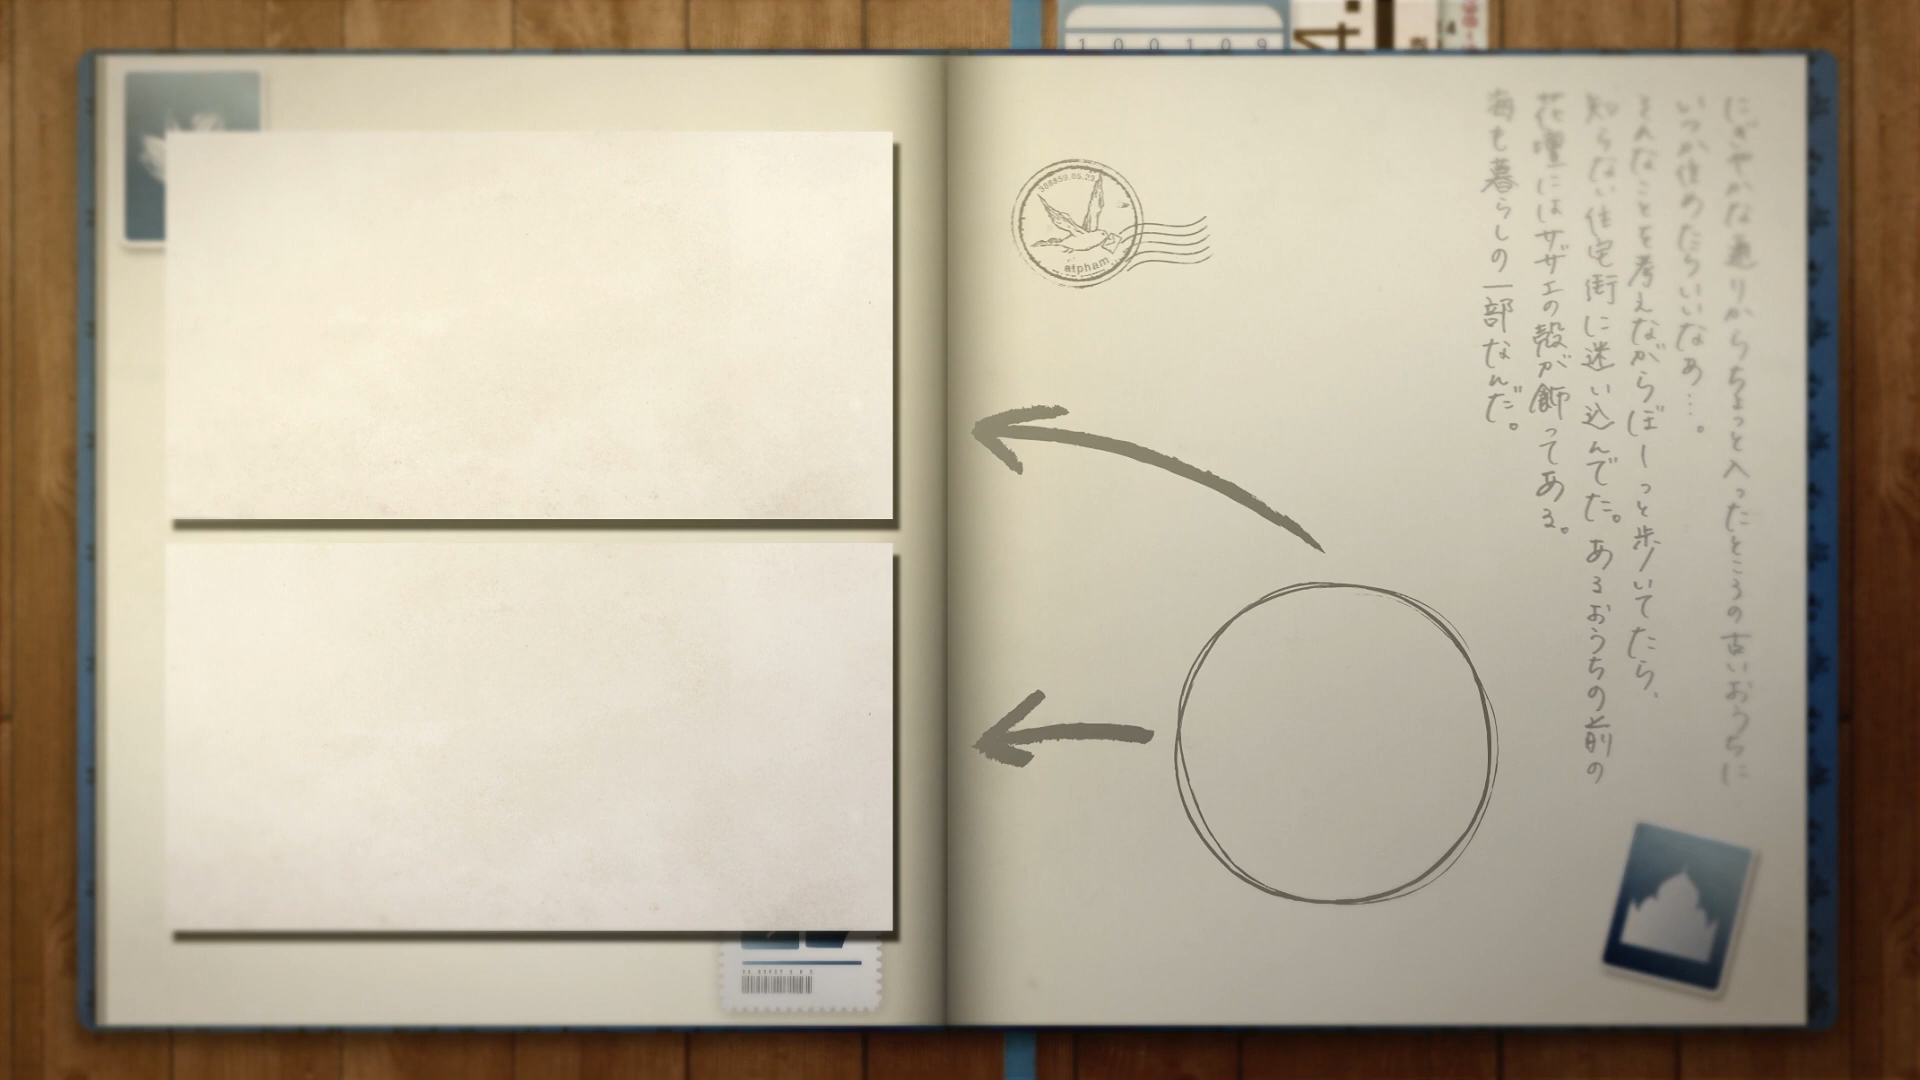 にぎやかな通りからちょっと入ったところの古いおうちに
いつか住めたらいいなぁ…。
そんなことを考えながらぼーっと歩いてたら、
知らない住宅街に迷い込んでた。あるおうちの前の
花壇にはサザエの殻が飾ってある。
海も暮らしの一部なんだ。
100109
atpham